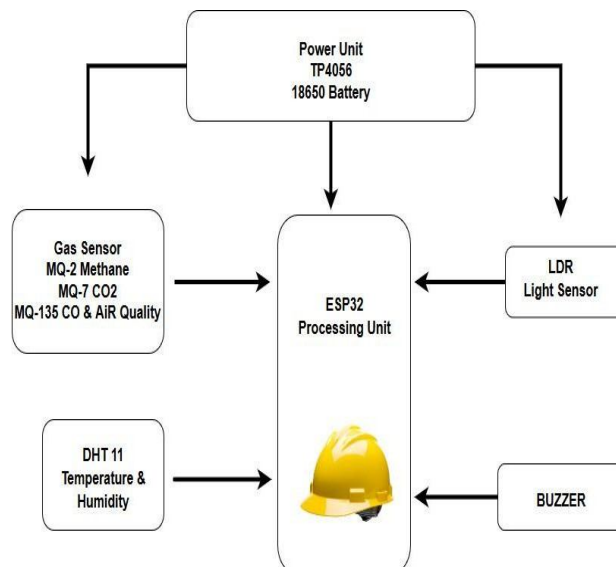 Power Unit
TP4056
18650 Battery
Gas Sensor
MQ-2 Methane
MQ-7 CO2
MQ-135 CO & AiR Quality
ESP32
Processing Unit
LDR
Light Sensor
DHT 11
Temperature &
Humidity
BUZZER